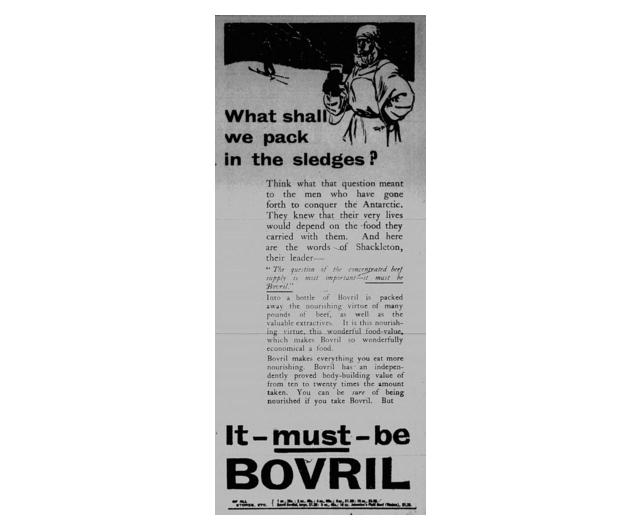 What shall
we pack
in the sledges?
Think what that question meant
to the men who have gone
forth to conquer the Antarctic.
They knew that their very lives
would depend on the food they
carried with them. And here
are the words of Shackleton,
their leader—
"The question of the concentrated beef
supply is most important—it must be
Bovril."
Into a bottle of Bovril is packed
away the nourishing virtue of many
pounds of beef, as well as the
valuable extractives. It is this nourish-
ing virtue, this wonderful food-value,
which makes Bovril so wonderfully
economical a food.
Bovril makes everything you eat more
nourishing. Bovril has an indepen-
dently proved body-building value of
from ten to twenty times the amount
taken. You can be sure of being
nourished if you take Bovril. But
It-must-be
BOVRIL
OF ALL
STORES, ETC.